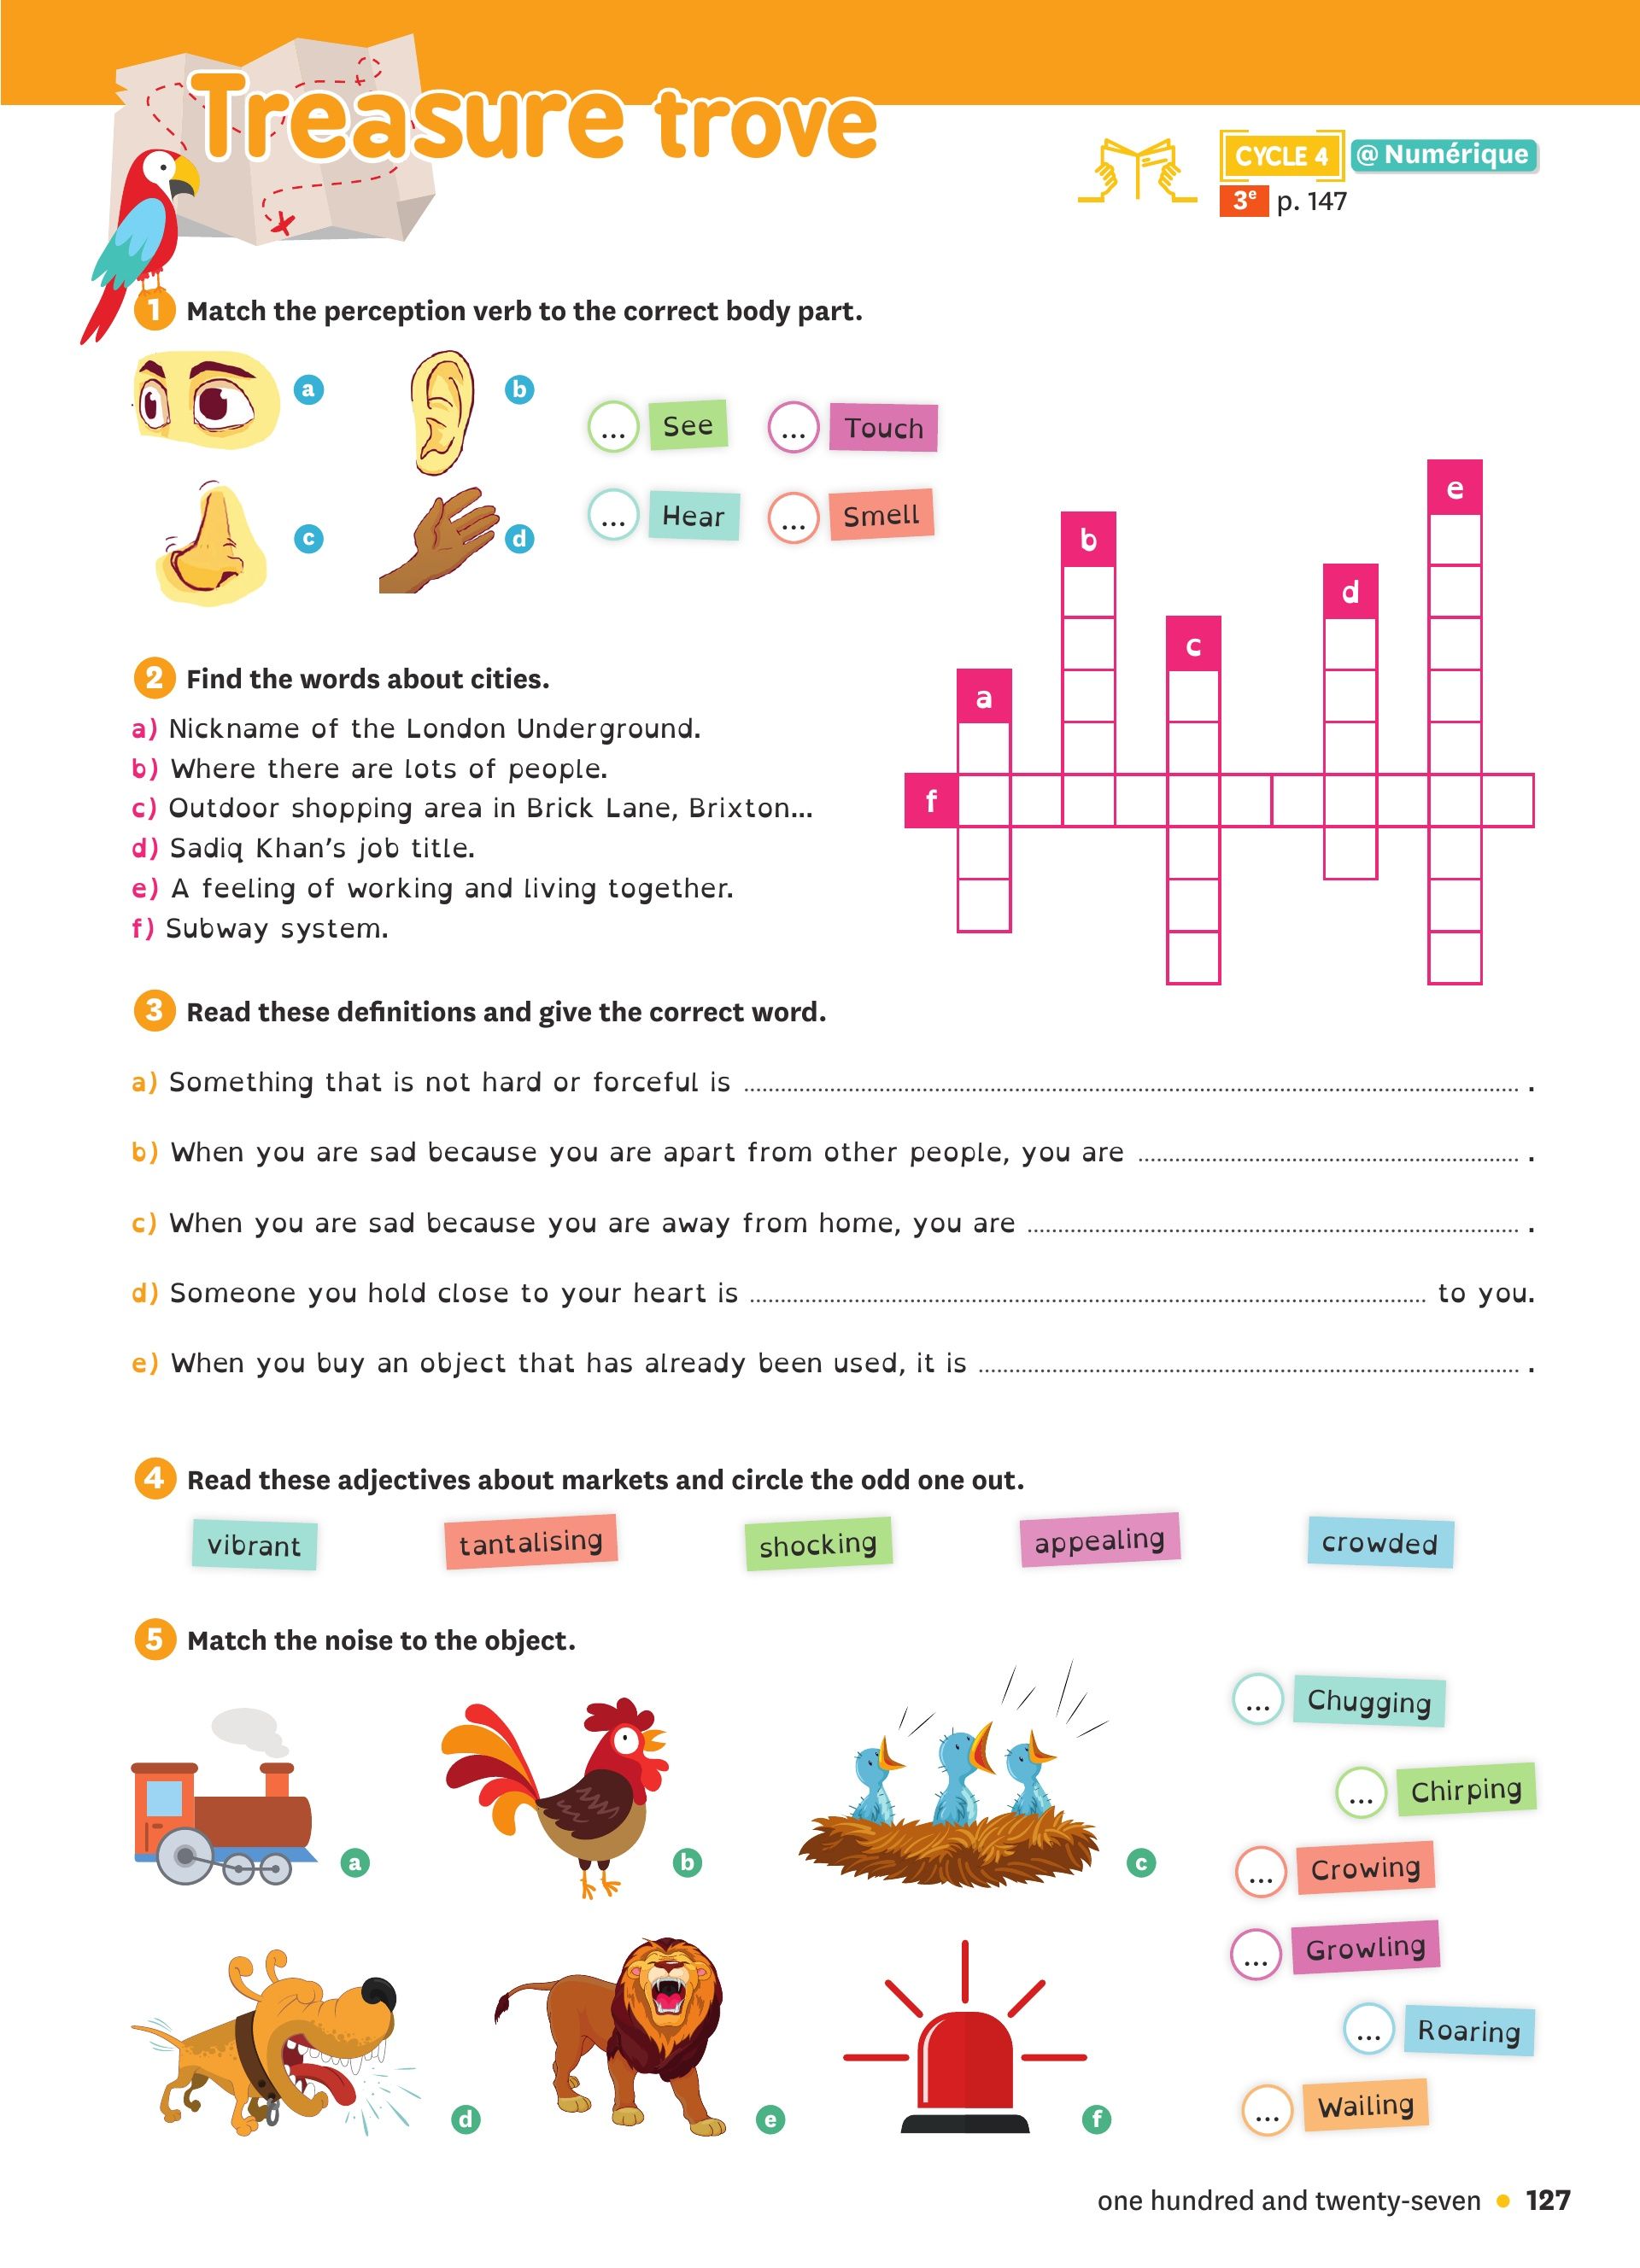 Treasure trove
CYCLE 4 @ Numérique
3e p. 147
1 Match the perception verb to the correct body part.
a
b
... See
... Touch
c
d
... Hear
... Smell
2 Find the words about cities.
a) Nickname of the London Underground.
b) Where there are lots of people.
c) Outdoor shopping area in Brick Lane, Brixton...
d) Sadiq Khan's job title.
e) A feeling of working and living together.
f) Subway system.
e
b
d
c
a
f
3 Read these definitions and give the correct word.
a) Something that is not hard or forceful is .
b) When you are sad because you are apart from other people, you are .
c) When you are sad because you are away from home, you are .
d) Someone you hold close to your heart is to you.
e) When you buy an object that has already been used, it is .
4 Read these adjectives about markets and circle the odd one out.
vibrant tantalising shocking appealing crowded
5 Match the noise to the object.
a
b
c
d
e
f
... Chugging
... Chirping
... Crowing
... Growling
... Roaring
... Wailing
one hundred and twenty-seven • 127